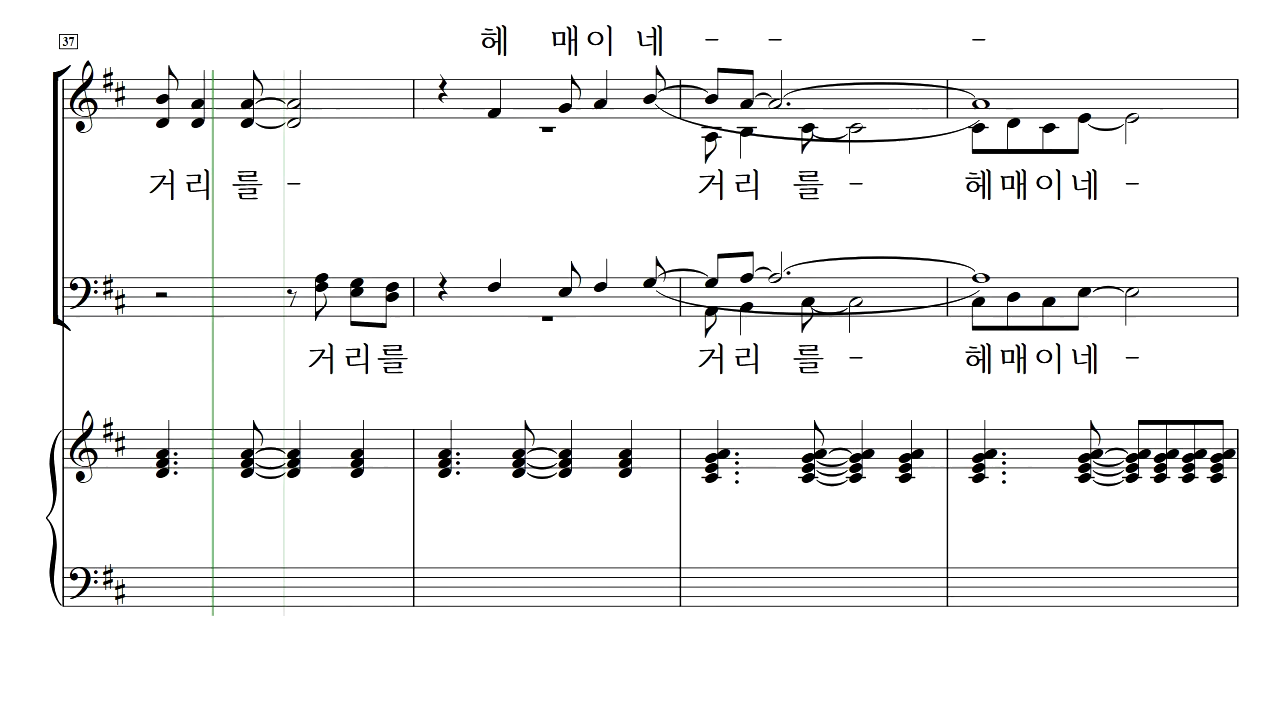 헤 매이 네 - - -
37
거리 를 - 거리 를 - 헤매이네 -
거리를 거리 를 - 헤매이네 -